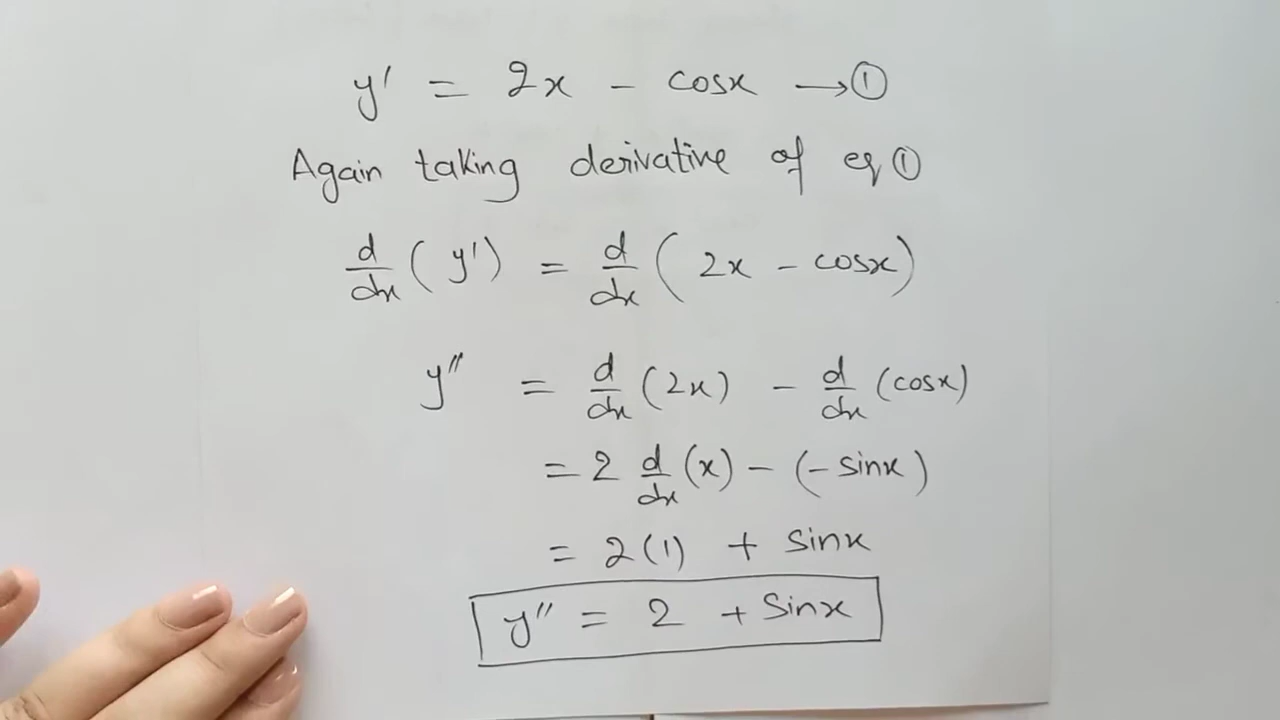 y' = 2x - cosx → ①
Again taking derivative of eq ①
d/dx (y') = d/dx (2x - cosx)
y'' = d/dx (2x) - d/dx (cosx)
= 2 d/dx (x) - (-sinx)
= 2(1) + sinx
y'' = 2 + Sinx